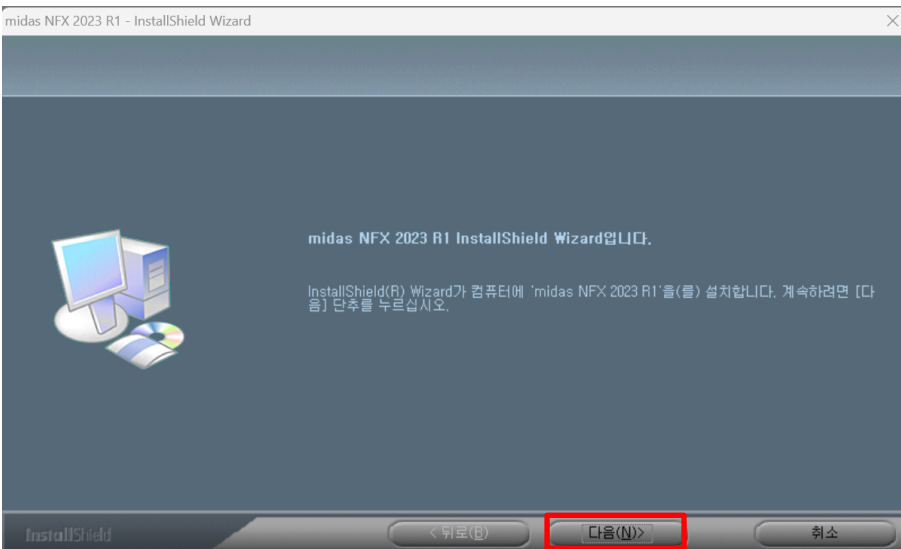 midas NFX 2023 R1 - InstallShield Wizard
midas NFX 2023 R1 InstallShield ₩izard입니다.
InstallShield(R) ₩izard가 컴퓨터에 'midas NFX 2023 R1'을(를) 설치합니다. 계속하려면 [다
음] 단추를 누르십시오.
InstallShield
< 뒤로(B)
다음(N)>
취소